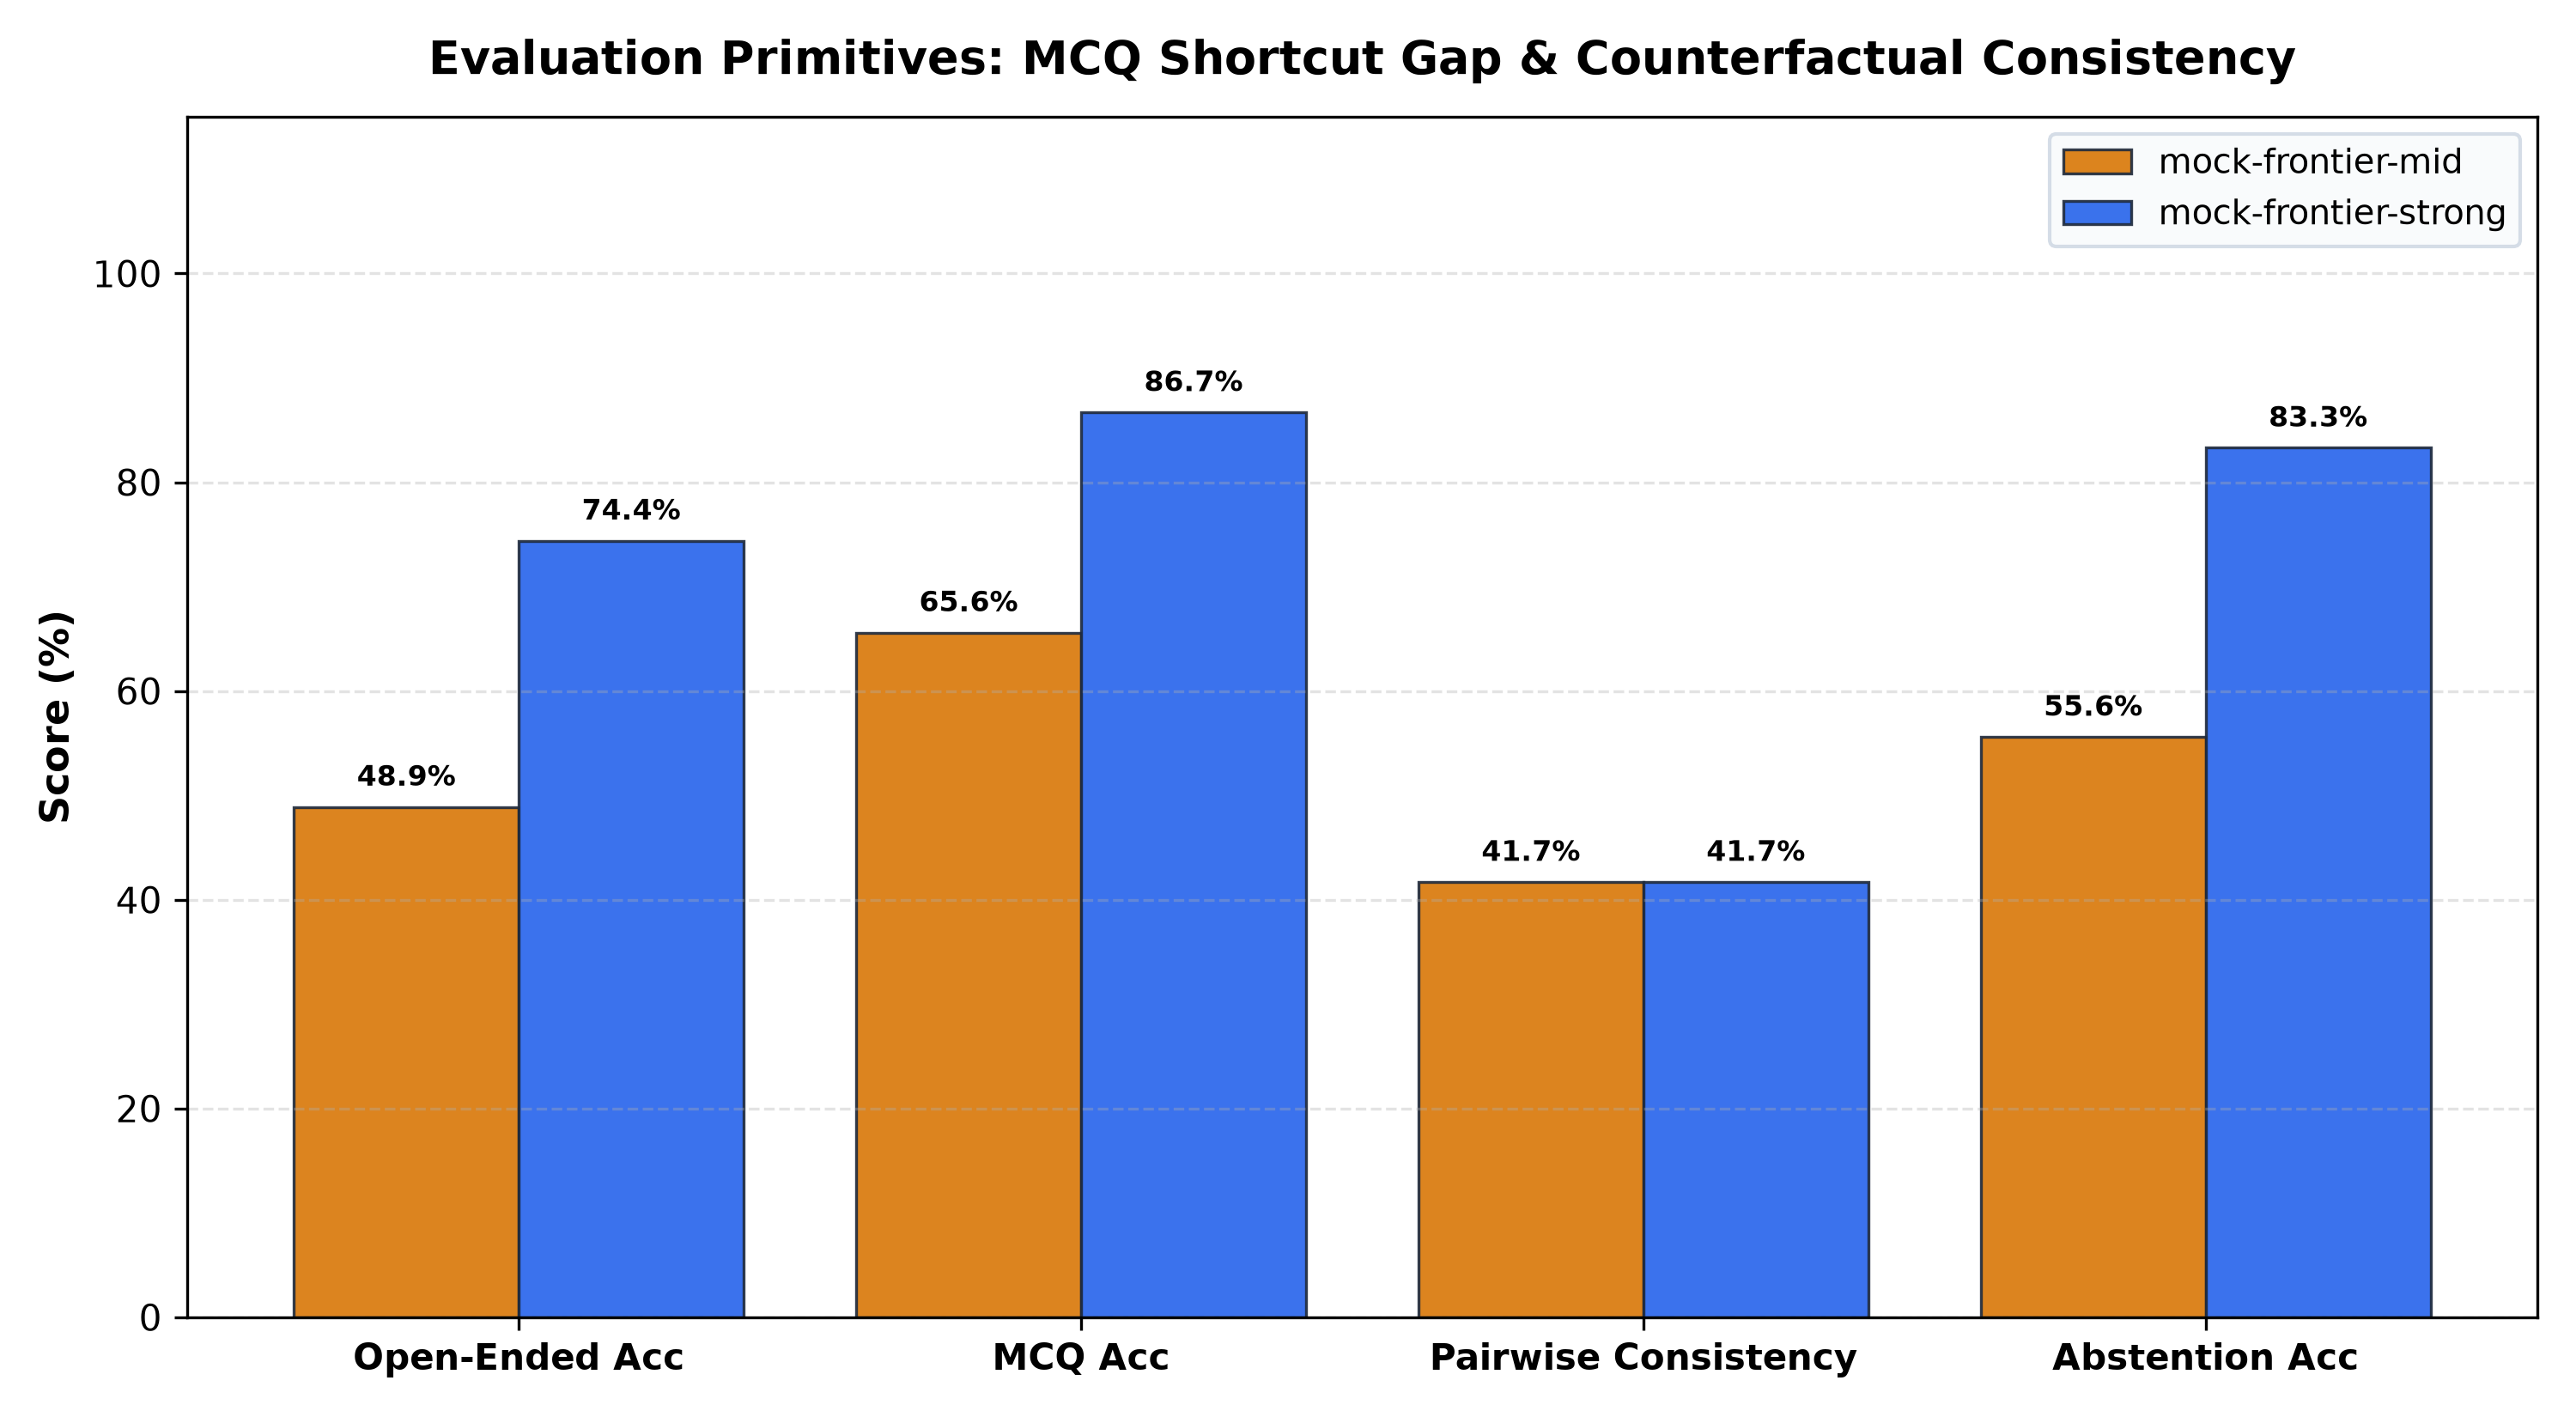 Evaluation Primitives: MCQ Shortcut Gap & Counterfactual Consistency
mock-frontier-mid
mock-frontier-strong
Score (%)
100
80
60
40
20
0
48.9%
74.4%
65.6%
86.7%
41.7%
41.7%
55.6%
83.3%
Open-Ended Acc
MCQ Acc
Pairwise Consistency
Abstention Acc